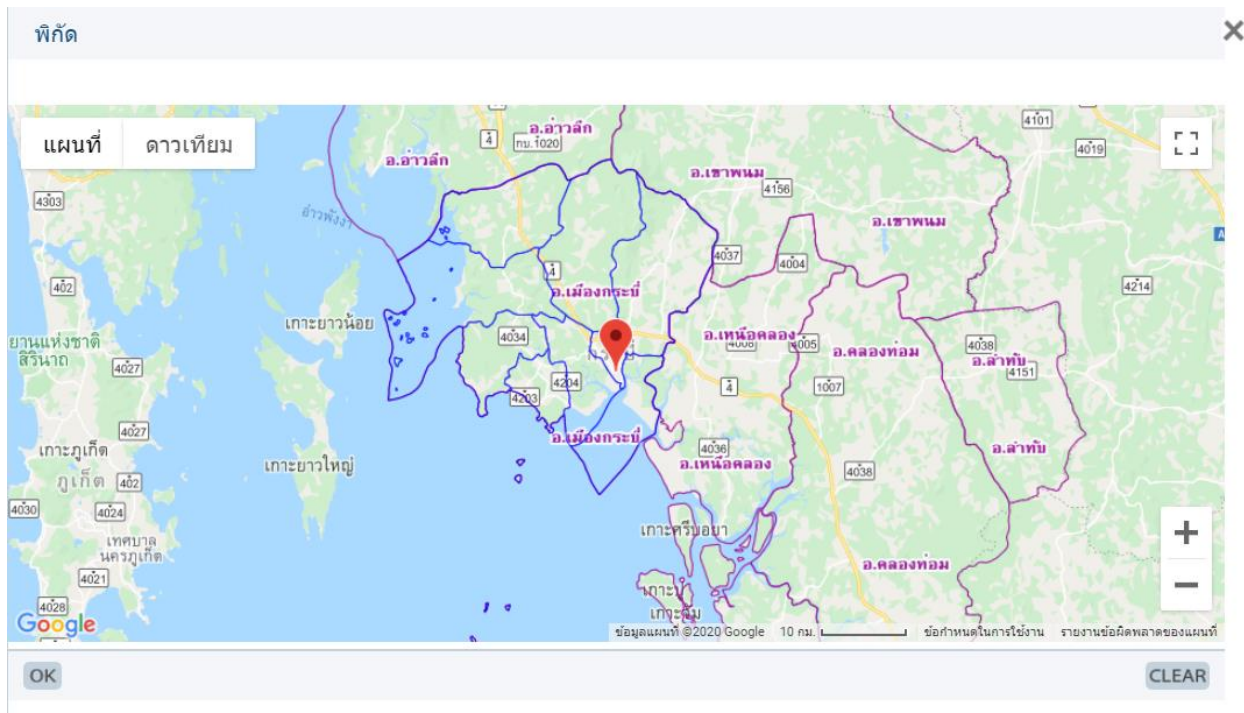 พิกัด
แผนที่
ดาวเทียม
4
กบ.1020
อ.อ่าวลึก
อ.อ่าวลึก
4101
4019
อ.เขาพนม
4156
4303
อ่าวพังงา
อ.เขาพนม
4037
4004
402
4
อ.เมืองกระบี่
4214
เกาะยาวน้อย
4034
อ.เหนือคลอง
4005
อ.คลองท่อม
4038
อ.ลำทับ
4151
ยานแห่งชาติ
สิรินาถ
4027
4204
4203
4
1007
4027
เกาะภูเก็ต
อ.เมืองกระบี่
4036
อ.ลำทับ
เกาะยาวใหญ่
อ.เหนือคลอง
4038
ภูเก็ต
402
4030
4024
เกาะศรีบอยา
เทศบาล
นครภูเก็ต
4021
อ.คลองท่อม
4028
Google
ข้อมูลแผนที่ ©2020 Google
10 กม.
ข้อกำหนดในการใช้งาน
รายงานข้อผิดพลาดของแผนที่
OK
CLEAR